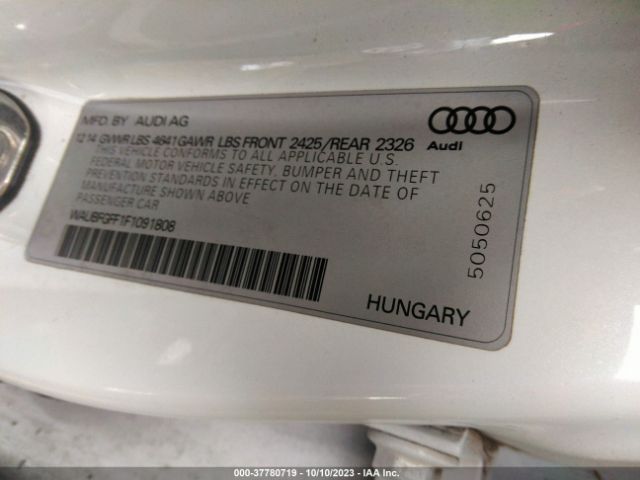 MFD. BY AUDI AG
12 14 GVWR LBS 4641 GAWR LBS FRONT 2425/REAR 2326
THIS VEHICLE CONFORMS TO ALL APPLICABLE U.S.
FEDERAL MOTOR VEHICLE SAFETY, BUMPER AND THEFT
PREVENTION STANDARDS IN EFFECT ON THE DATE OF
MANUFACTURE SHOWN ABOVE
PASSENGER CAR
WAUBFGFF1F1091808
HUNGARY
Audi
5050625
000-37780719 - 10/10/2023 - IAA Inc.